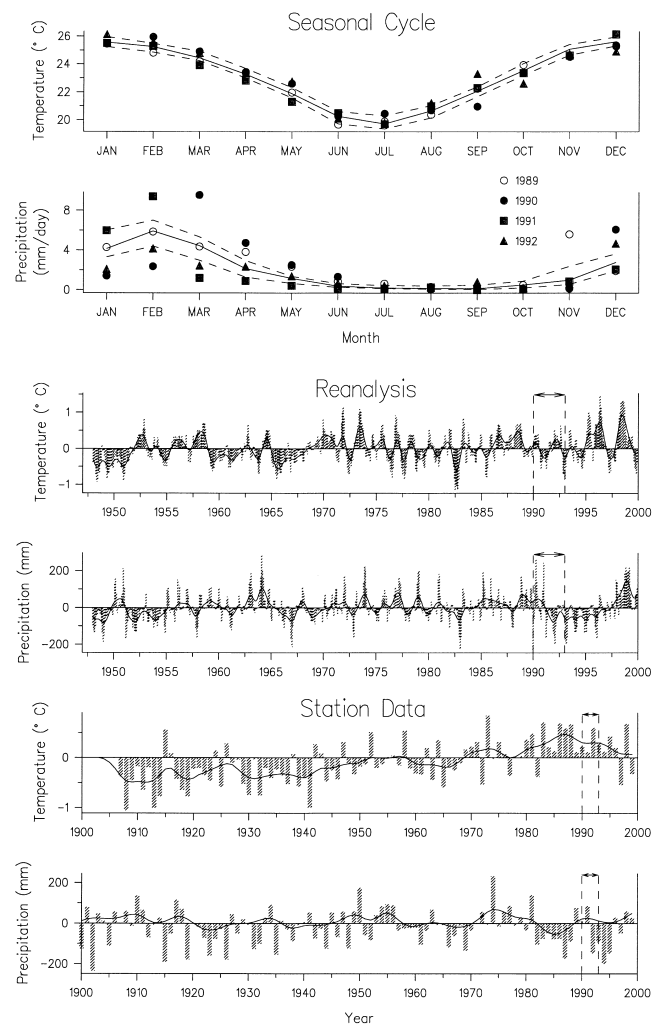 Seasonal Cycle
Temperature (° C)
26
24
22
20
JAN FEB MAR APR MAY JUN JUL AUG SEP OCT NOV DEC
Precipitation
(mm/day)
8
4
0
1989
1990
1991
1992
JAN FEB MAR APR MAY JUN JUL AUG SEP OCT NOV DEC
Month
Reanalysis
Temperature (° C)
1
0
−1
1950 1955 1960 1965 1970 1975 1980 1985 1990 1995 2000
Precipitation (mm)
200
0
−200
1950 1955 1960 1965 1970 1975 1980 1985 1990 1995 2000
Station Data
Temperature (° C)
0
−1
1900 1910 1920 1930 1940 1950 1960 1970 1980 1990 2000
Precipitation (mm)
200
0
−200
1900 1910 1920 1930 1940 1950 1960 1970 1980 1990 2000
Year